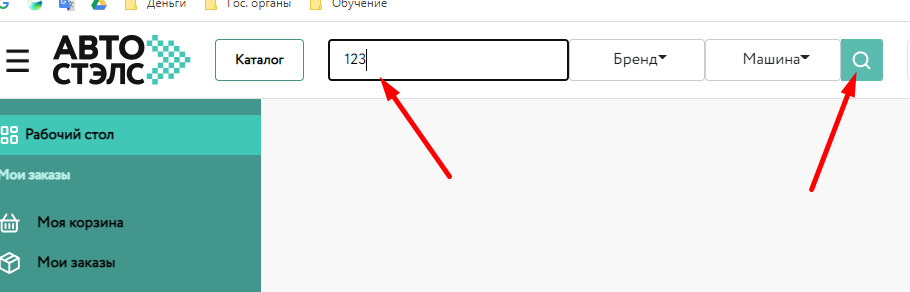 Деньги
Гос. органы
Обучение
АВТО
СТЭЛС
Каталог
123
Бренд
Машина
Рабочий стол
Мои заказы
Моя корзина
Мои заказы